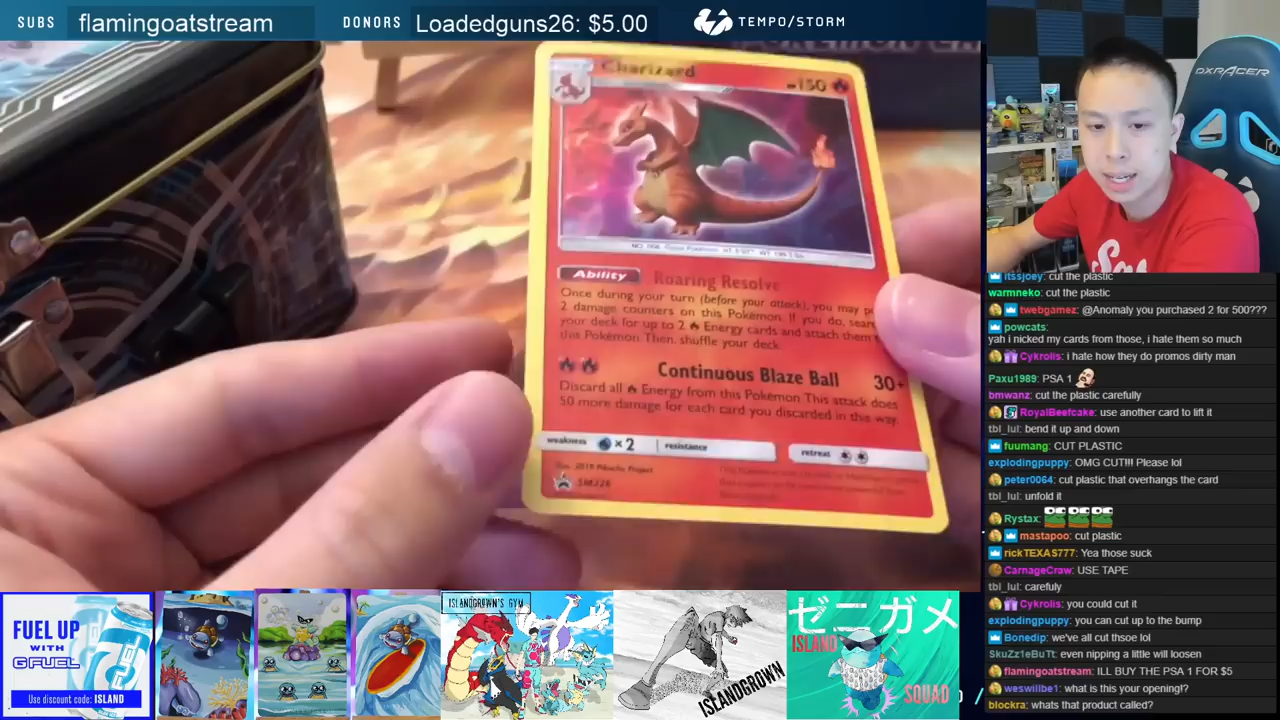 SUBS flamingoatstream DONORS Loadedguns26: $5.00 TEMPO/STORM
Charizard
150
Ability Roaring Resolve
Once during your turn (before your attack), you may
2 damage counters on this Pokémon. If you do,
your deck for up to 2 Energy cards and attach them
this Pokémon. Then, shuffle your deck.
Continuous Blaze Ball 30+
Discard all Energy from this Pokémon This attack does
50 more damage for each card you discarded in this way.
weakness ×2 resistance retreat
2019 Pikachu Project
DXRACER
itssjoey: cut the plastic
warmneko: cut the plastic
twebgamez: @Anomaly you purchased 2 for 500???
powcats:
yah i nicked my cards from those, i hate them so much
Cykrolis: i hate how they do promos dirty man
Paxu1989: PSA 1
bmwanz: cut the plastic carefully
RoyalBeefcake: use another card to lift it
tbl_lul: bend it up and down
fuumang: CUT PLASTIC
explodingpuppy: OMG CUT!!! Please lol
peter0064: cut plastic that overhangs the card
tbl_lul: unfold it
Rystax:
mastapoo: cut plastic
rickTEXAS777: Yea those suck
CarnageCraw: USE TAPE
tbl_lul: carefuly
Cykrolis: you could cut it
explodingpuppy: you can cut up to the bump
Bonedip: we've all cut thsoe lol
SkuZz1eBuTt: even nipping a little will loosen
flamingoatstream: ILL BUY THE PSA 1 FOR $5
weswillbe1: what is this your opening!?
blockra: whats that product called?
FUEL UP
WITH
GFUEL
Use discount code: ISLAND
ISLANDGROWN'S GYM
ISLANDGROWN
ゼニガメ
ISLAND
SQUAD